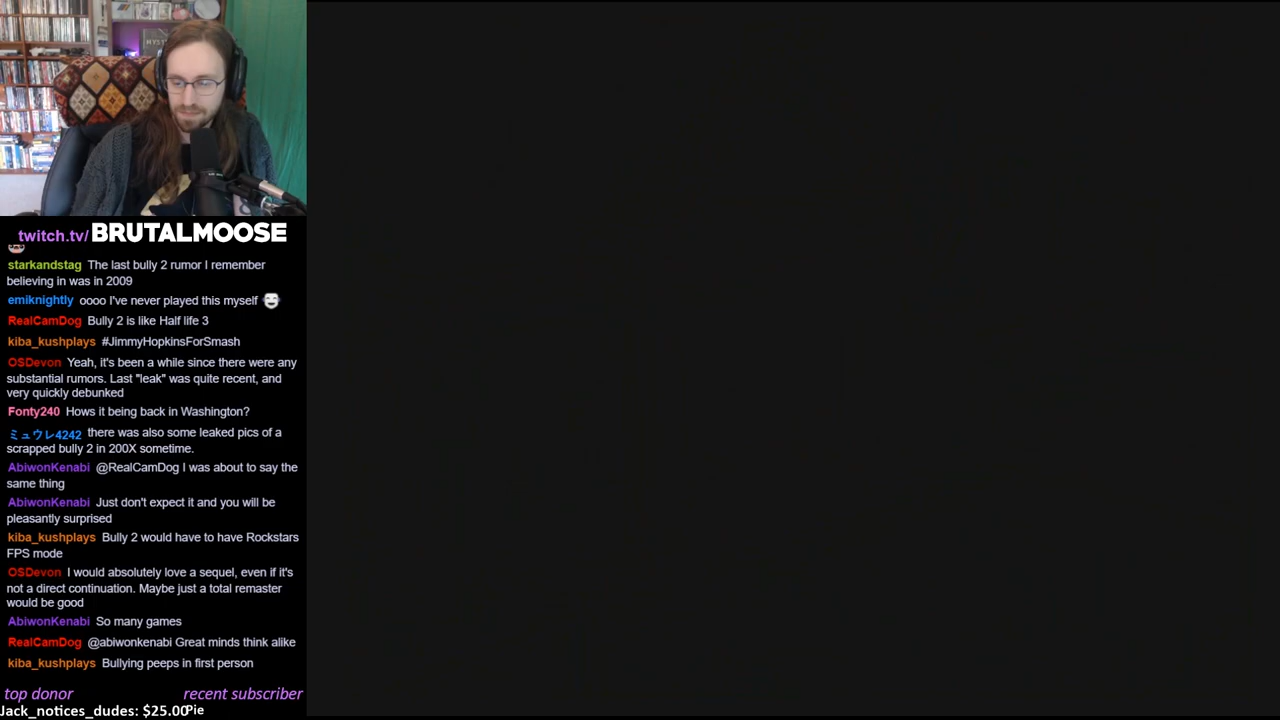 twitch.tv/BRUTALMOOSE
starkandstag The last bully 2 rumor I remember
believing in was in 2009
emiknightly oooo I've never played this myself
RealCamDog Bully 2 is like Half life 3
kiba_kushplays #JimmyHopkinsForSmash
OSDevon Yeah, it's been a while since there were any
substantial rumors. Last "leak" was quite recent, and
very quickly debunked
Fonty240 Hows it being back in Washington?
ミュウレ4242 there was also some leaked pics of a
scrapped bully 2 in 200X sometime.
AbiwonKenabi @RealCamDog I was about to say the
same thing
AbiwonKenabi Just don't expect it and you will be
pleasantly surprised
kiba_kushplays Bully 2 would have to have Rockstars
FPS mode
OSDevon I would absolutely love a sequel, even if it's
not a direct continuation. Maybe just a total remaster
would be good
AbiwonKenabi So many games
RealCamDog @abiwonkenabi Great minds think alike
kiba_kushplays Bullying peeps in first person
top donor recent subscriber
Jack_notices_dudes: $25.00 Pie